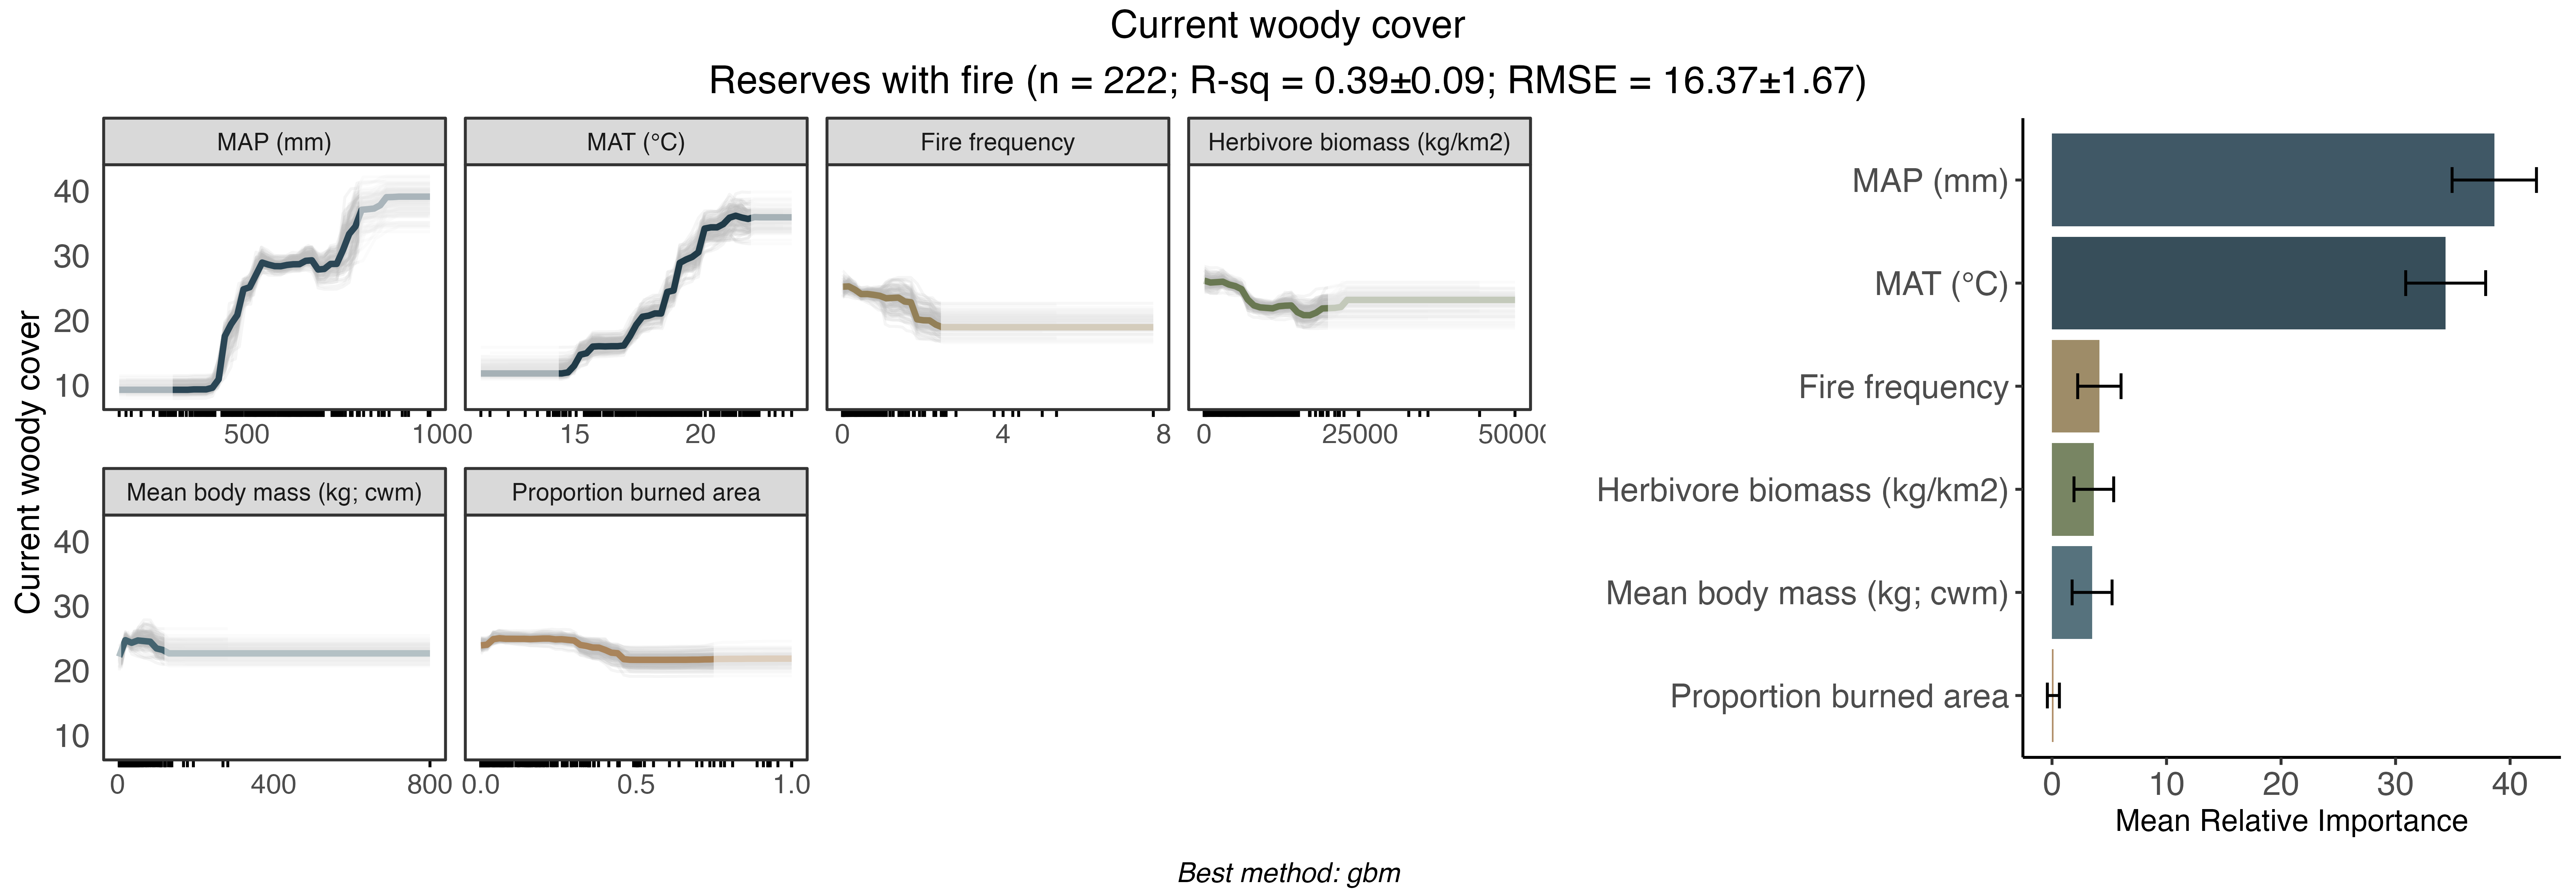 Current woody cover
Reserves with fire (n = 222; R-sq = 0.39±0.09; RMSE = 16.37±1.67)
MAP (mm)
MAT (°C)
Fire frequency
Herbivore biomass (kg/km2)
Current woody cover
40
30
20
10
500
1000
15
20
0
4
8
0
25000
5000
Mean body mass (kg; cwm)
Proportion burned area
40
30
20
10
0
400
800
0.0
0.5
1.0
MAP (mm)
MAT (°C)
Fire frequency
Herbivore biomass (kg/km2)
Mean body mass (kg; cwm)
Proportion burned area
0
10
20
30
40
Mean Relative Importance
Best method: gbm